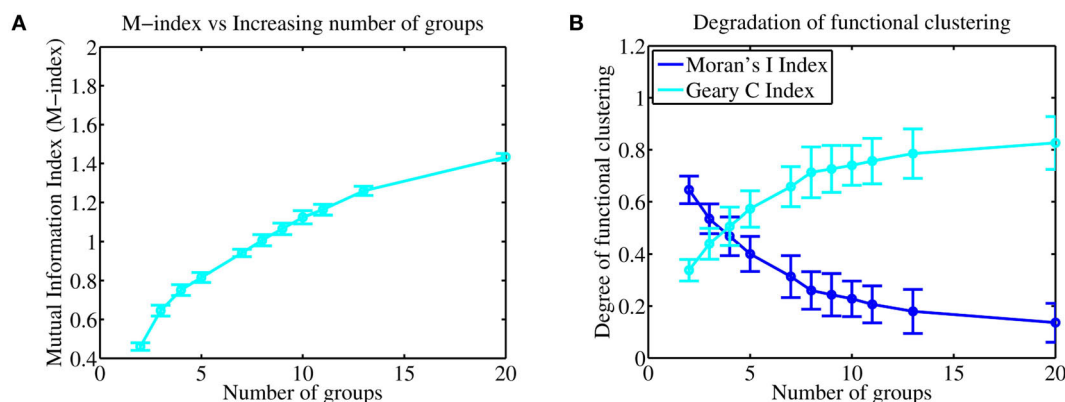 A
M-index vs Increasing number of groups
Mutual Information Index (M-index)
2
1.8
1.6
1.4
1.2
1
0.8
0.6
0.4
0
5
10
15
20
Number of groups
B
Degradation of functional clustering
Degree of functional clustering
1.2
1
0.8
0.6
0.4
0.2
0
Moran's I Index
Geary C Index
0
5
10
15
20
Number of groups